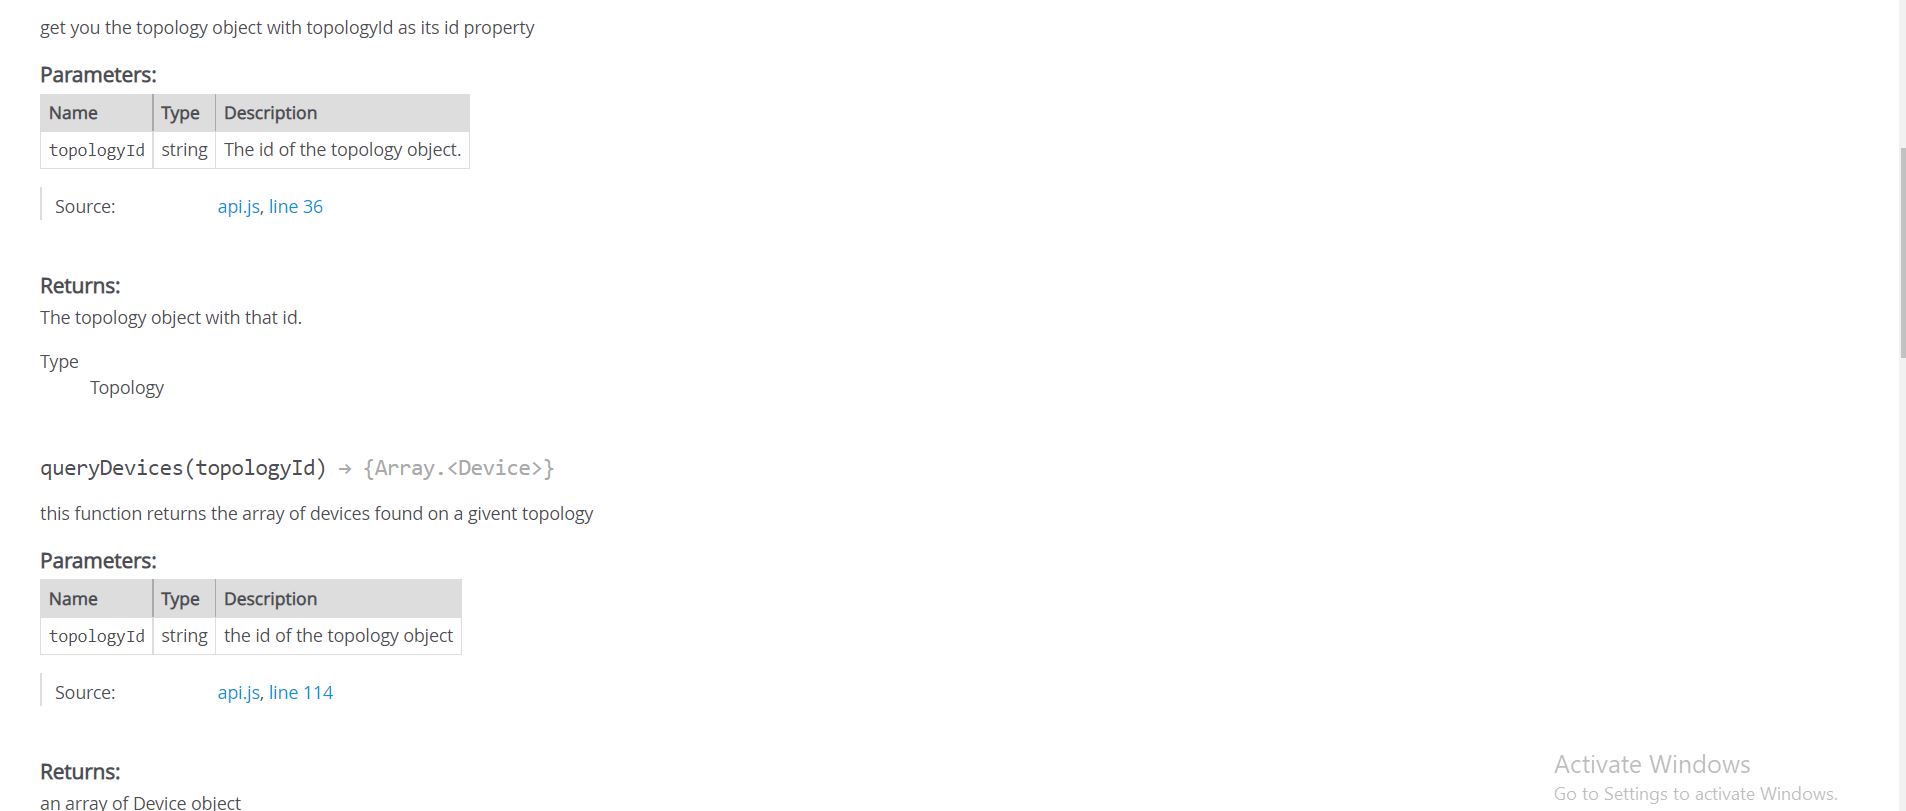 get you the topology object with topologyId as its id property
Parameters:
Name Type Description
topologyId string The id of the topology object.
Source: api.js, line 36
Returns:
The topology object with that id.
Type
Topology
queryDevices(topologyId) → {Array.<Device>}
this function returns the array of devices found on a givent topology
Parameters:
Name Type Description
topologyId string the id of the topology object
Source: api.js, line 114
Returns:
an array of Device object
Activate Windows
Go to Settings to activate Windows.